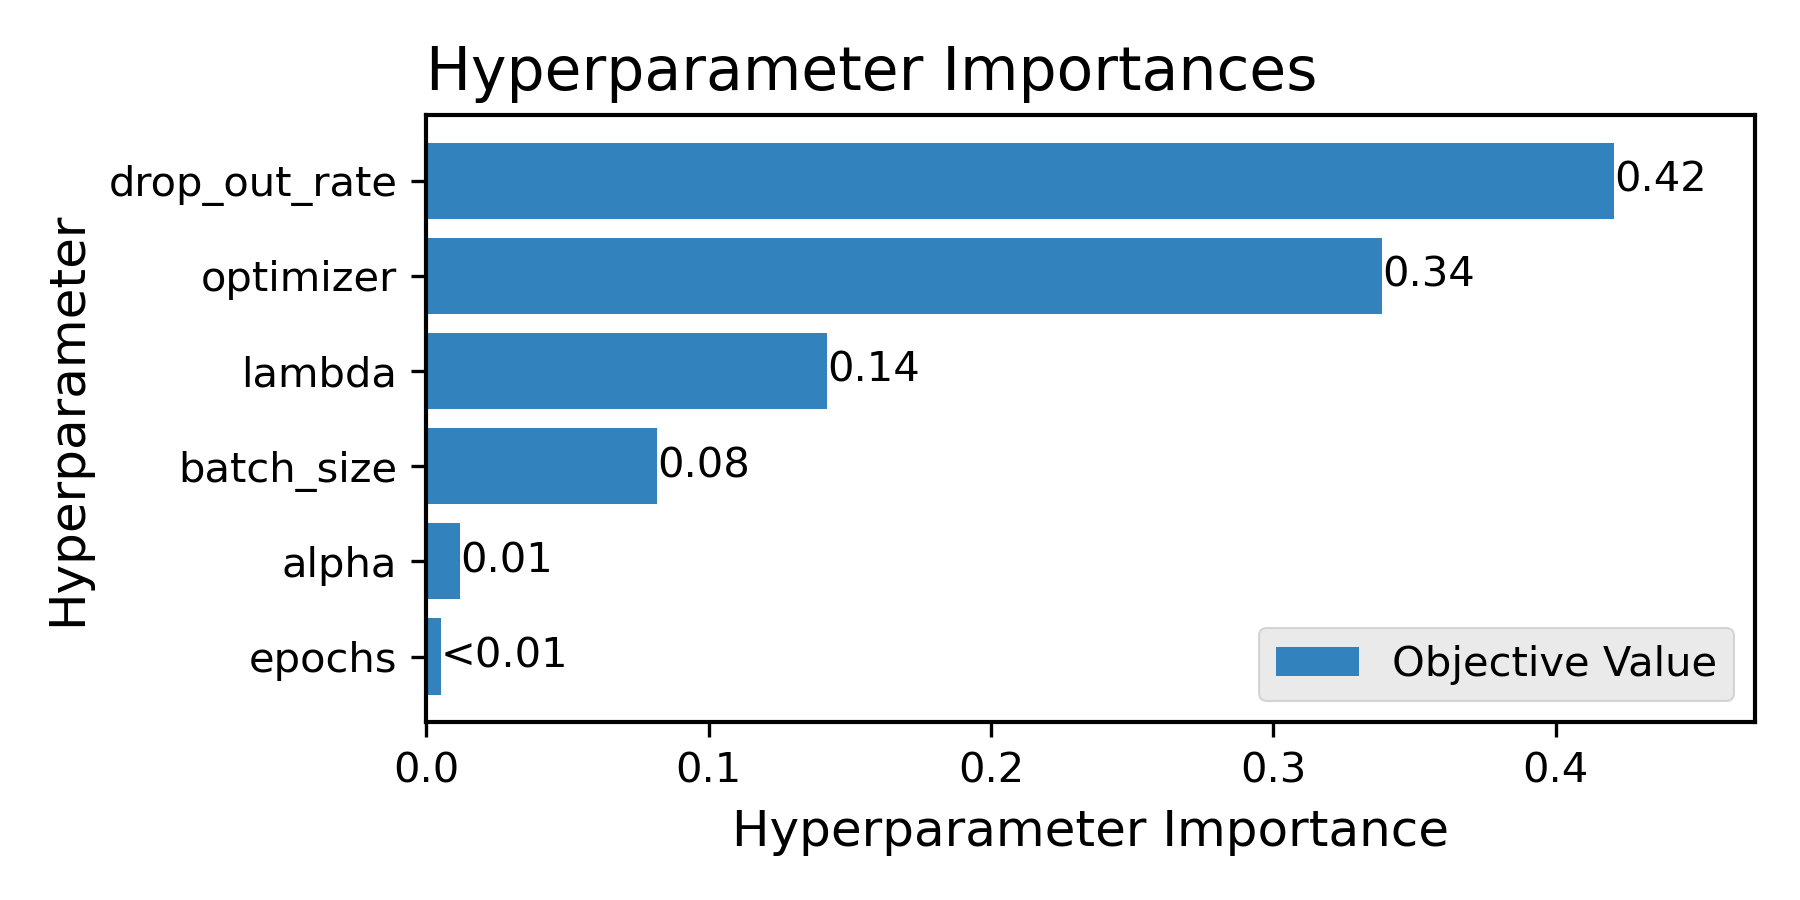 Hyperparameter Importances
Hyperparameter
drop_out_rate 0.42
optimizer 0.34
lambda 0.14
batch_size 0.08
alpha 0.01
epochs <0.01
Objective Value
0.0 0.1 0.2 0.3 0.4
Hyperparameter Importance